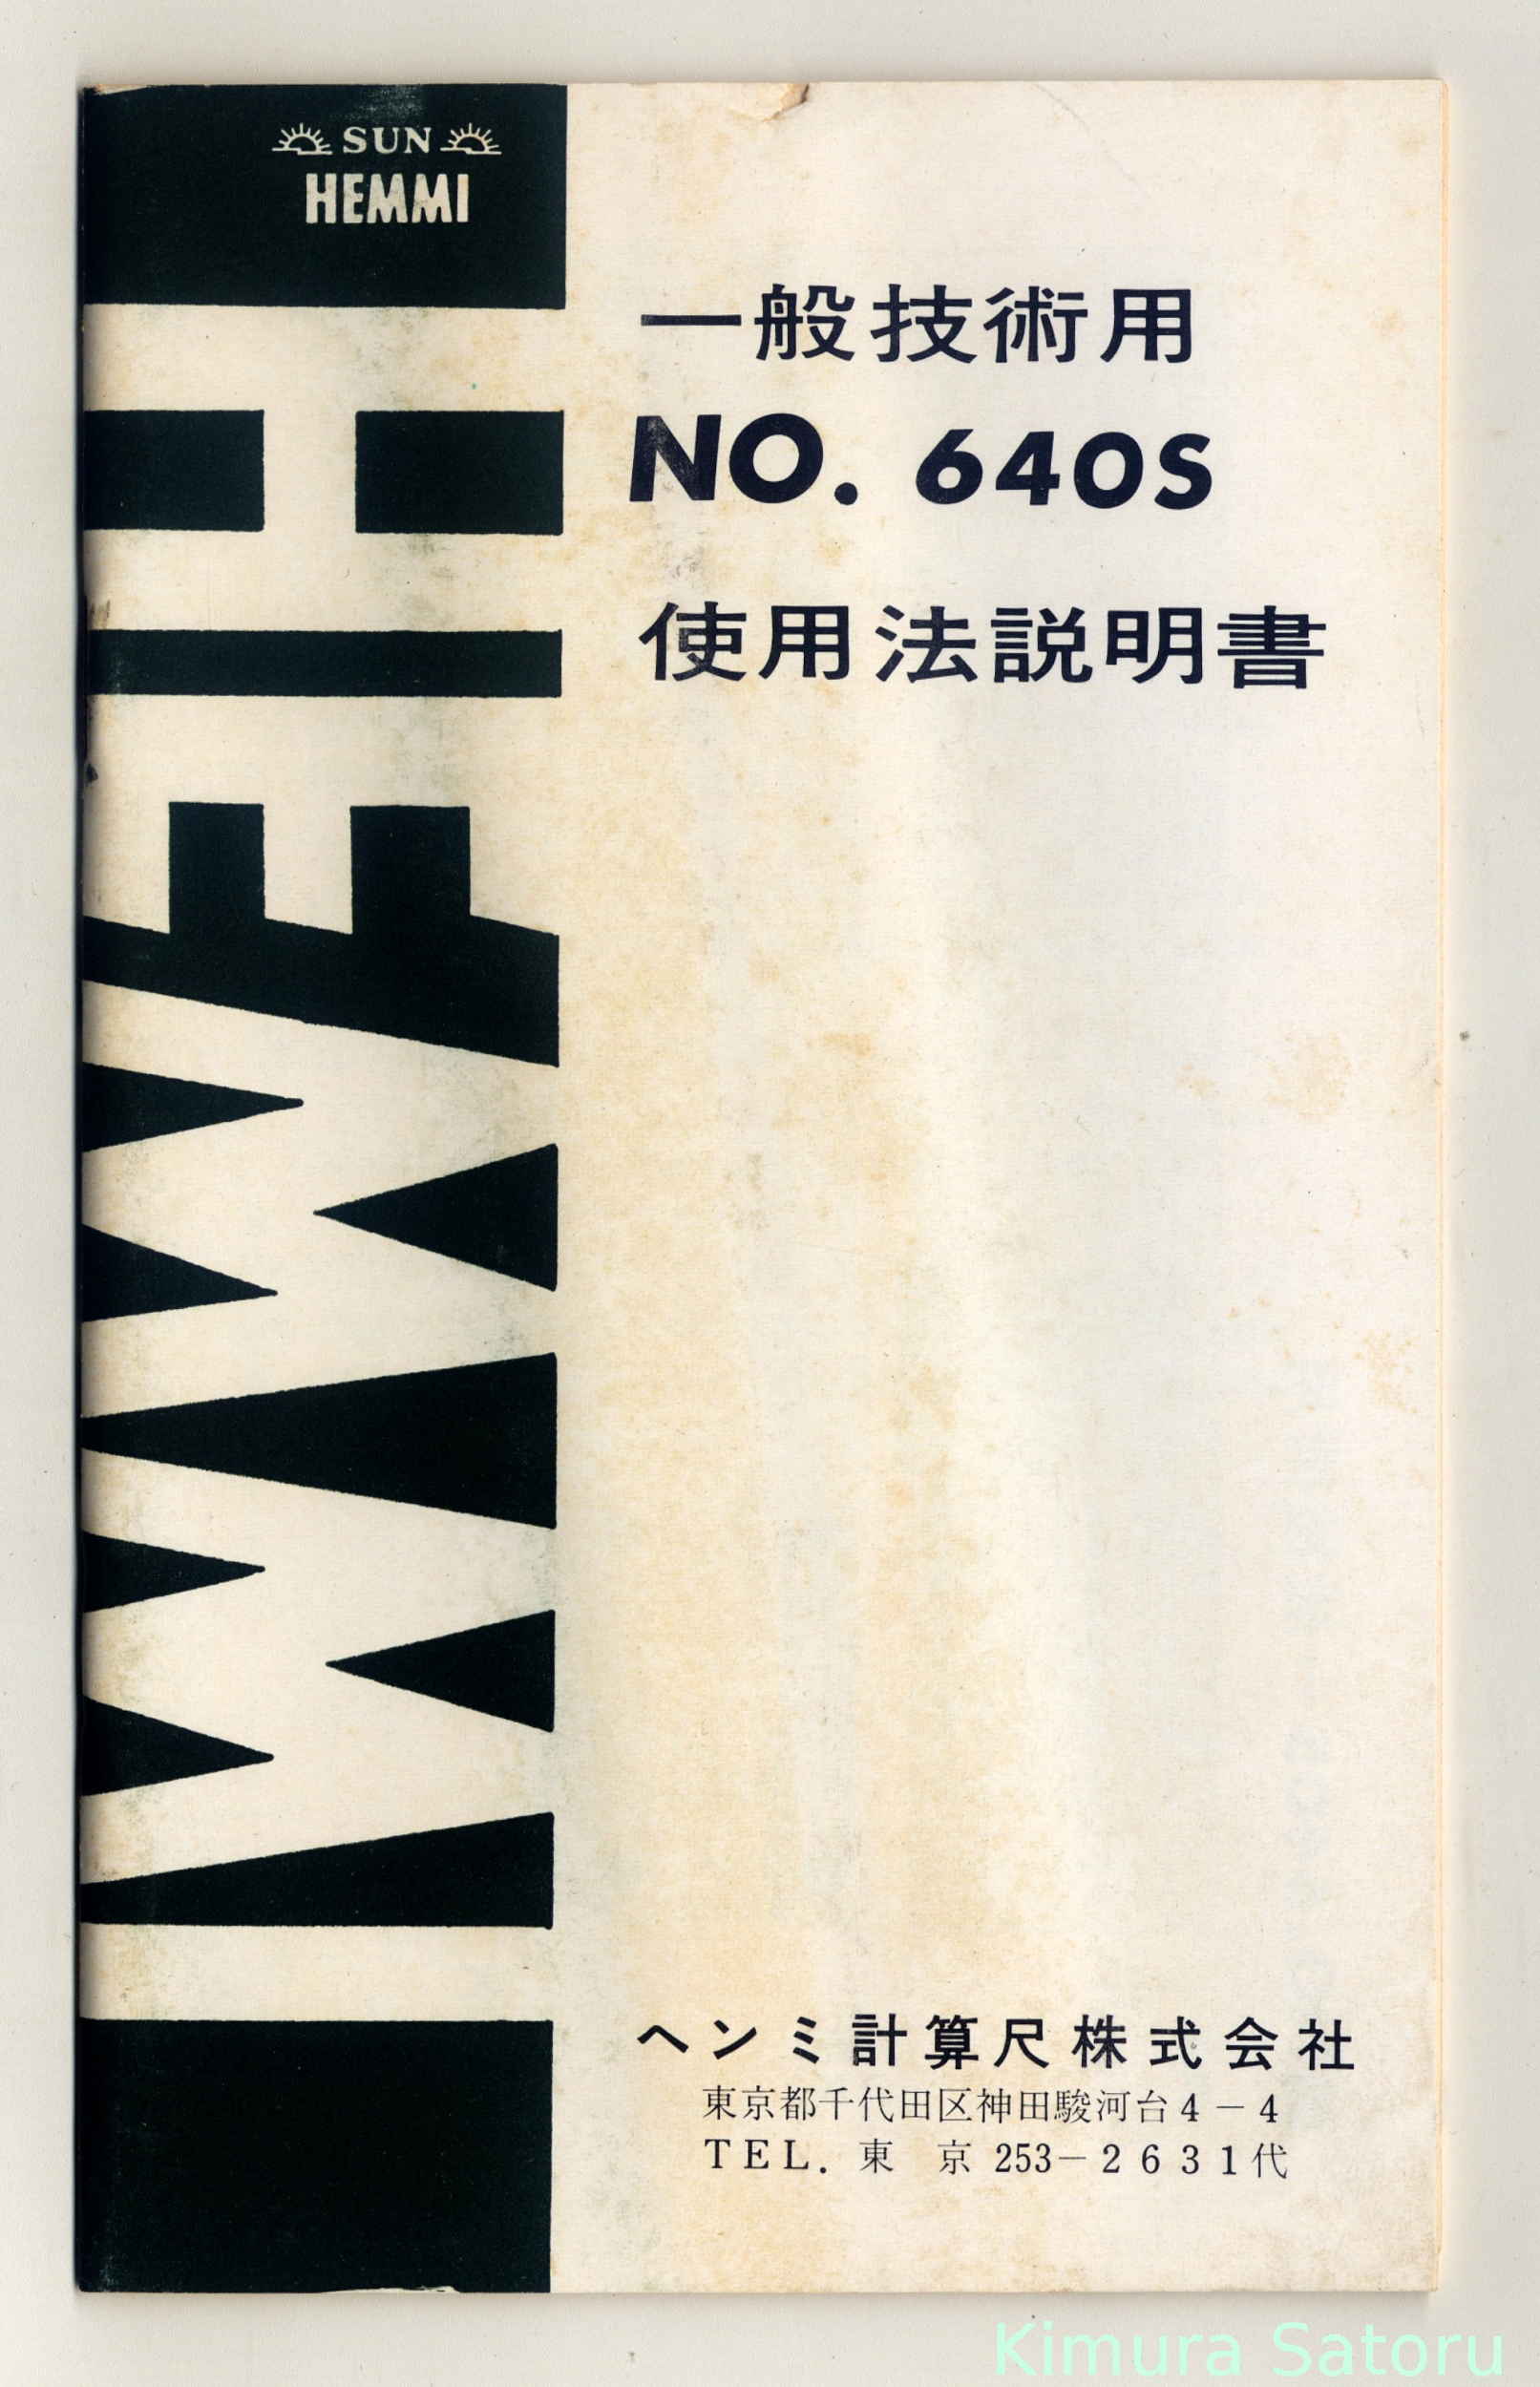 SUN
HEMMI
一般技術用
NO. 640S
使用法説明書
HEMMI
ヘンミ計算尺株式会社
東京都千代田区神田駿河台4-4
TEL. 東 京 253-2631代
Kimura Satoru